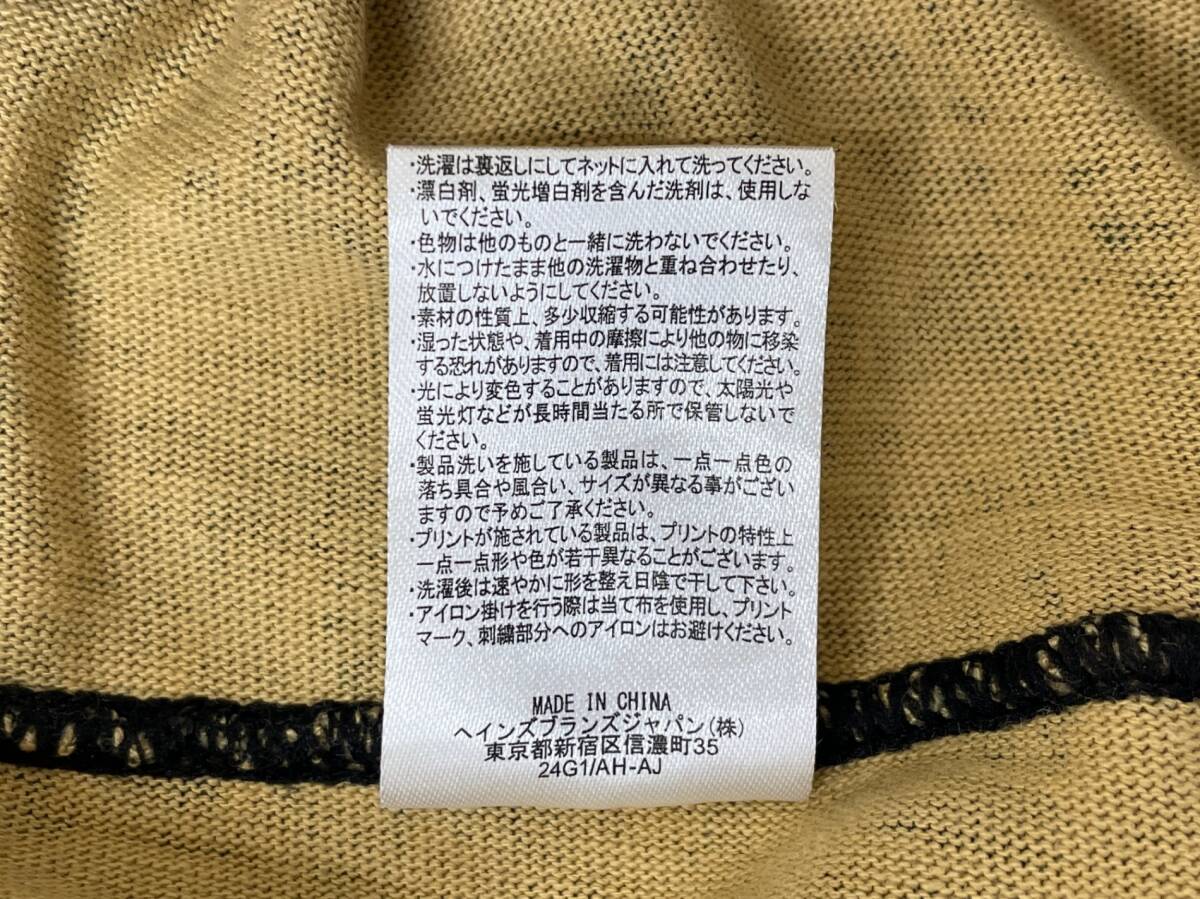 ・洗濯は裏返しにしてネットに入れて洗ってください。
・漂白剤、蛍光増白剤を含んだ洗剤は、使用しな
いでください。
・色物は他のものと一緒に洗わないでください。
・水につけたまま他の洗濯物と重ね合わせたり、
放置しないようにしてください。
・素材の性質上、多少収縮する可能性があります。
・湿った状態や、着用中の摩擦により他の物に移染
する恐れがありますので、着用には注意してください。
・光により変色することがありますので、太陽光や
蛍光灯などが長時間当たる所で保管しないで
ください。
・製品洗いを施している製品は、一点一点色の
落ち具合や風合い、サイズが異なる事がござい
ますので予めご了承ください。
・プリントが施されている製品は、プリントの特性上
一点一点形や色が若干異なることがございます。
・洗濯後は速やかに形を整え日陰で干して下さい。
・アイロン掛けを行う際は当て布を使用し、プリント
マーク、刺繍部分へのアイロンはお避けください。
MADE IN CHINA
ヘインズブランズジャパン(株)
東京都新宿区信濃町35
24G1/AH-AJ